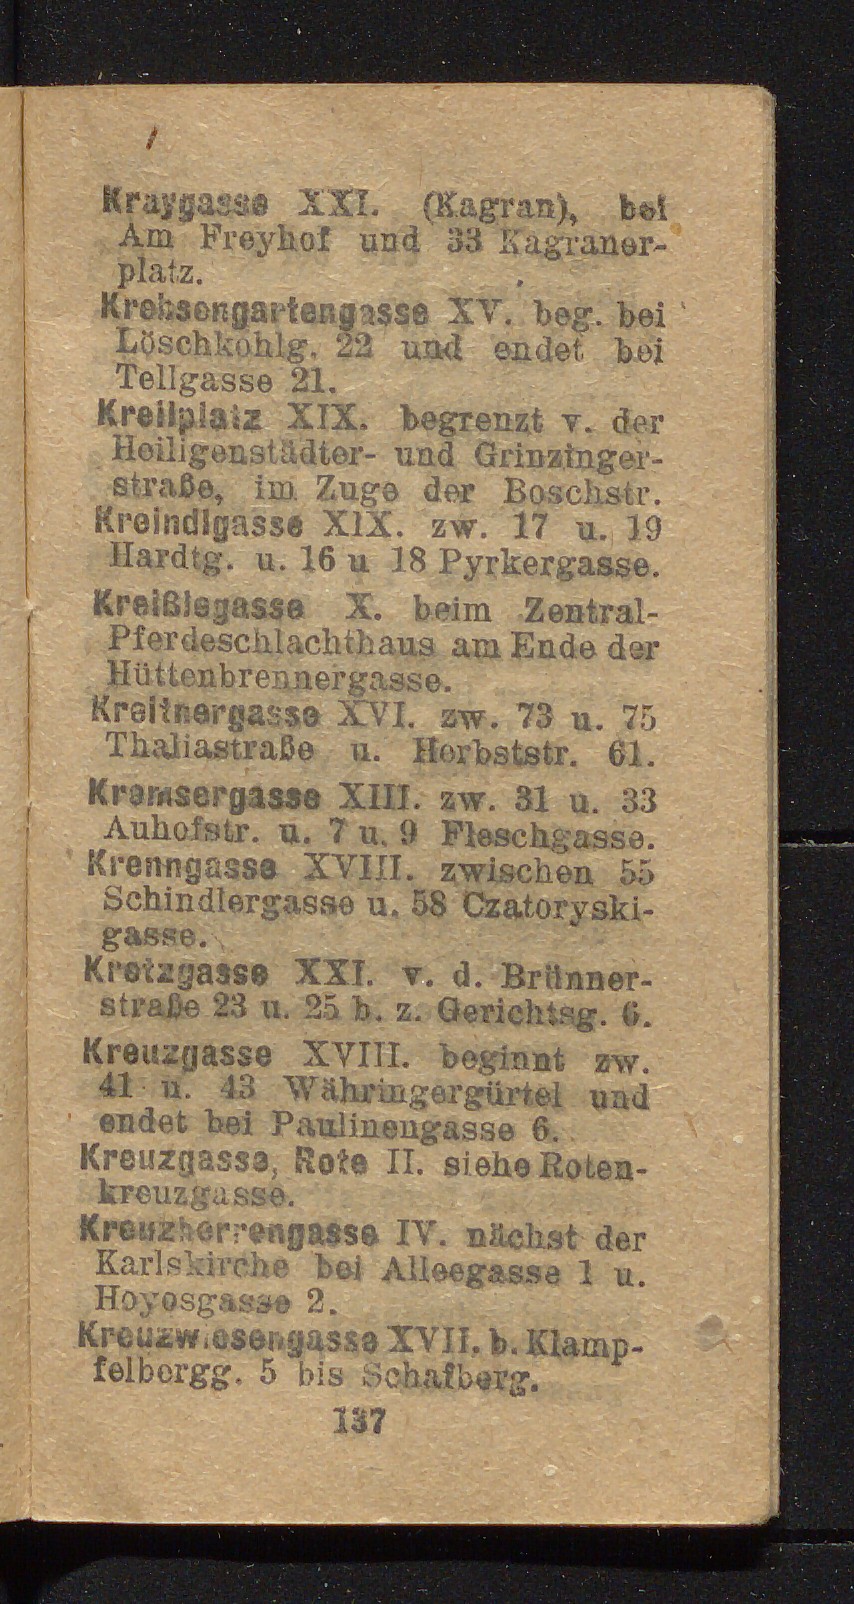 Kraygasse XXI. (Kagran), bei
Am Freyhof und 33 Kagraner-
platz.
Krebsengartengasse XV. beg. bei
Löschkohlg. 22 und endet bei
Tellgasse 21.
Kreilplatz XIX. begrenzt v. der
Heiligenstädter- und Grinzinger-
straße, im Zuge der Boschstr.
Kreindlgasse XIX. zw. 17 u. 19
Hardtg. u. 16 u 18 Pyrkergasse.
Kreißlegasse X. beim Zentral-
Pferdeschlachthaus am Ende der
Hüttenbrennergasse.
Kreitnergasse XVI. zw. 73 u. 75
Thaliastraße u. Herbststr. 61.
Kremsergasse XIII. zw. 31 u. 33
Auhofstr. u. 7 u. 9 Fleschgasse.
Krenngasse XVIII. zwischen 55
Schindlergasse u. 58 Czatoryski-
gasse.
Kretzgasse XXI. v. d. Brünner-
straße 23 u. 25 b. z. Gerichtsg. 6.
Kreuzgasse XVIII. beginnt zw.
41 u. 43 Währingergürtel und
endet bei Paulinengasse 6.
Kreuzgasse, Rote II. siehe Roten-
kreuzgasse.
Kreuzherrengasse IV. nächst der
Karlskirche bei Alleegasse 1 u.
Hoyosgasse 2.
Kreuzwiesengasse XVII. b. Klamp-
felbergg. 5 bis Schafberg.
137